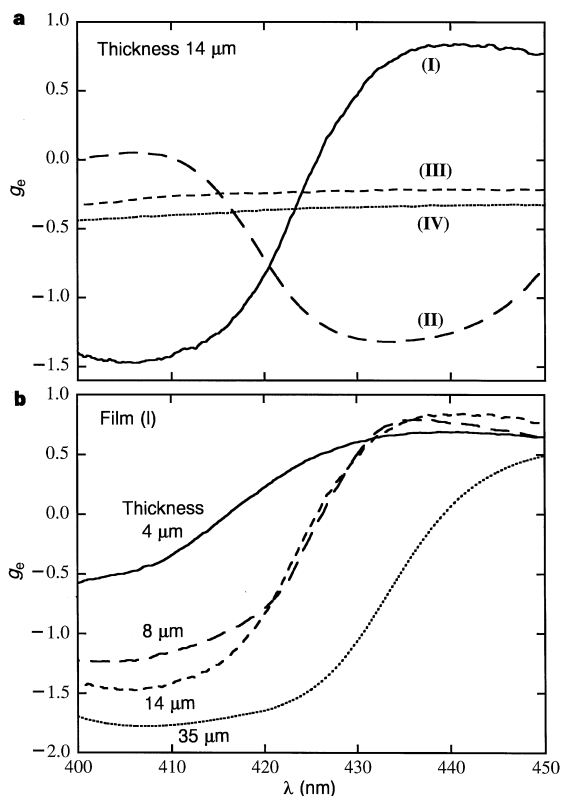 a
Thickness 14 μm
1.0
0.5
0.0
−0.5
−1.0
−1.5
gₑ
(I)
(III)
(IV)
(II)
b
Film (I)
1.0
0.5
0.0
−0.5
−1.0
−1.5
−2.0
gₑ
Thickness
4 μm
8 μm
14 μm
35 μm
400 410 420 430 440 450
λ (nm)